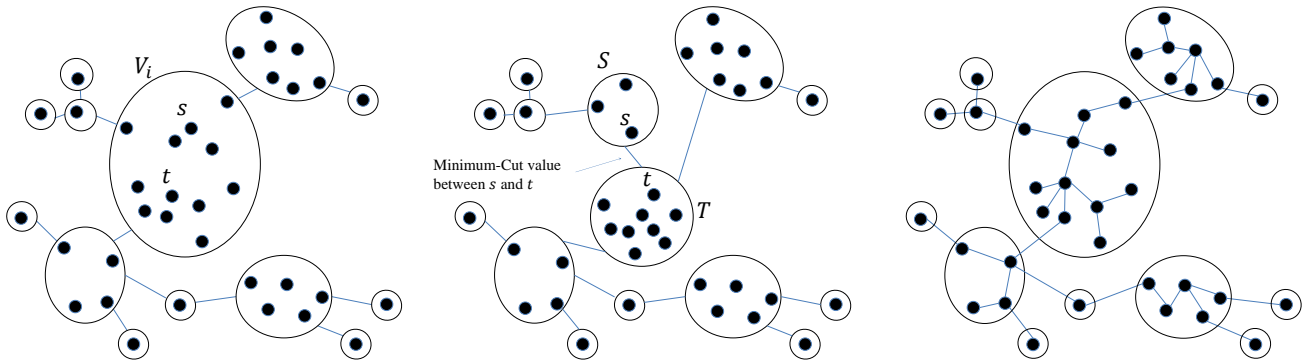 V_i
s
t
S
s
Minimum-Cut value
between s and t
t
T